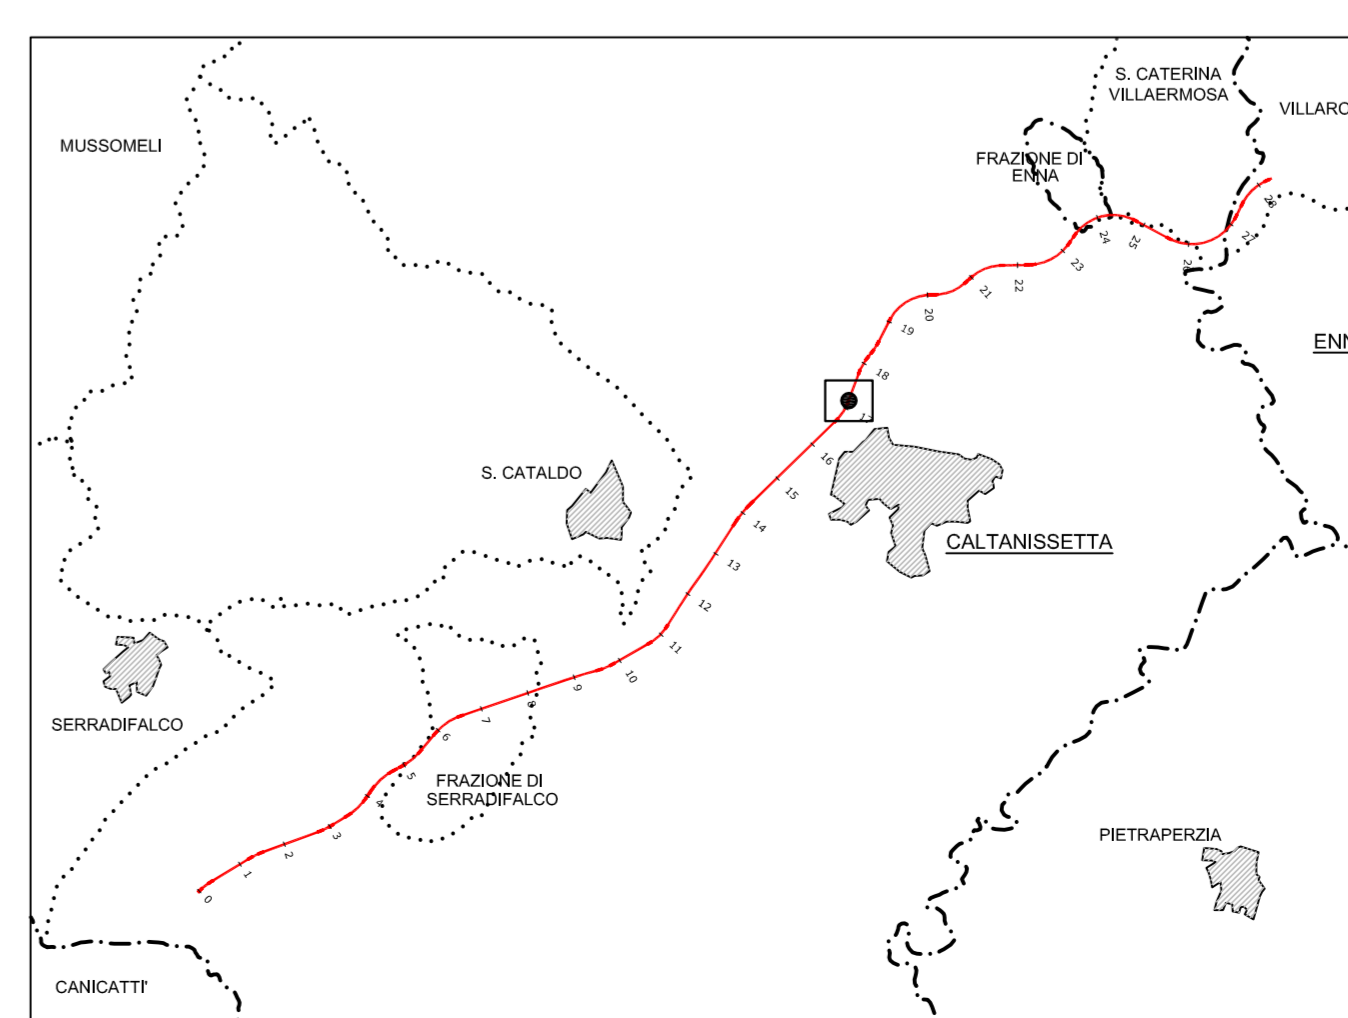 S. CATERINA
VILLAERMOSA
VILLARO
MUSSOMELI
FRAZIONE DI
ENNA
28
27
26
25
24
23
22
21
20
19
ENN
18
17
16
S. CATALDO
15
14
CALTANISSETTA
13
12
11
10
9
8
7
6
SERRADIFALCO
5
FRAZIONE DI
SERRADIFALCO
4
3
PIETRAPERZIA
2
1
0
CANICATTI'